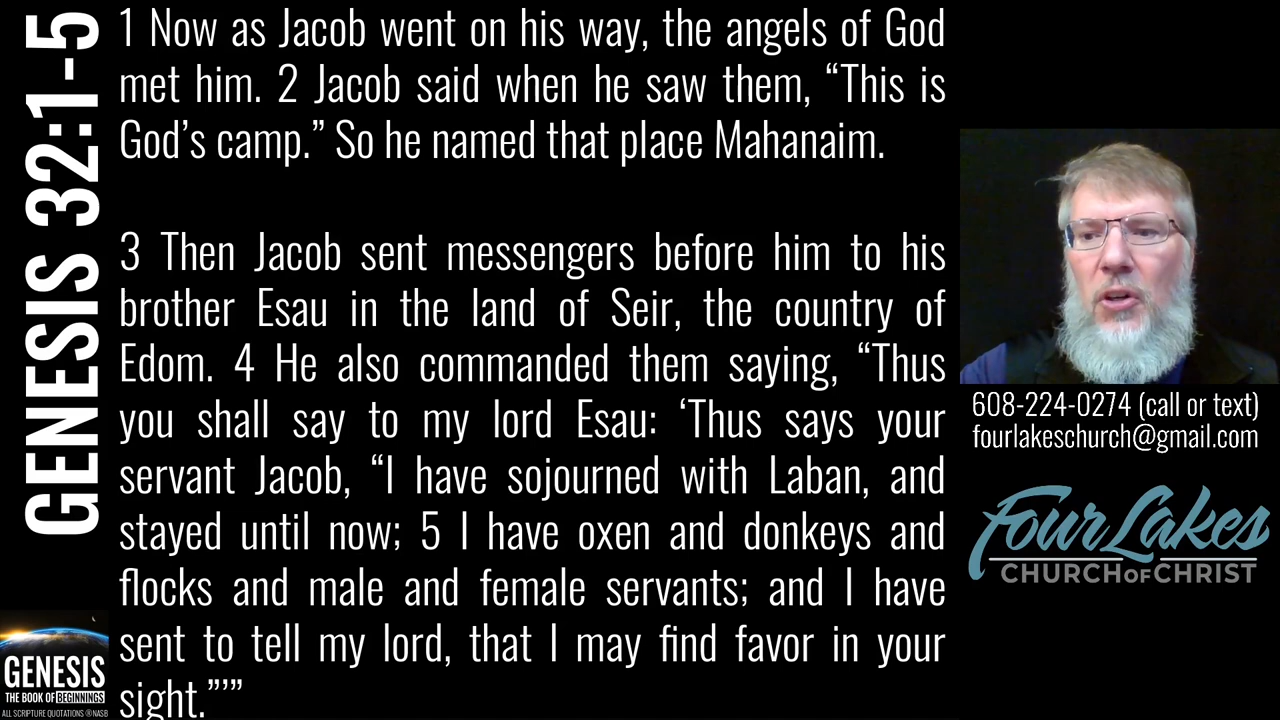 GENESIS 32:1-5
1 Now as Jacob went on his way, the angels of God
met him. 2 Jacob said when he saw them, “This is
God’s camp.” So he named that place Mahanaim.
3 Then Jacob sent messengers before him to his
brother Esau in the land of Seir, the country of
Edom. 4 He also commanded them saying, “Thus
you shall say to my lord Esau: ‘Thus says your
servant Jacob, “I have sojourned with Laban, and
stayed until now; 5 I have oxen and donkeys and
flocks and male and female servants; and I have
sent to tell my lord, that I may find favor in your
sight.”’”
608-224-0274 (call or text)
fourlakeschurch@gmail.com
Four Lakes
CHURCH OF CHRIST
GENESIS
THE BOOK OF BEGINNINGS
ALL SCRIPTURE QUOTATIONS ® NASB